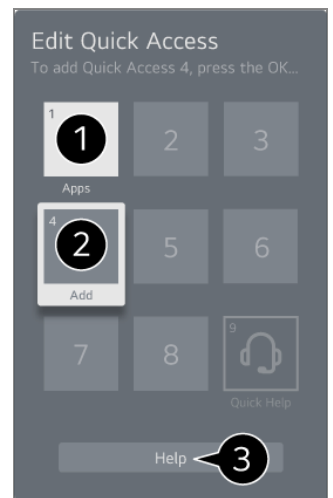 Edit Quick Access
To add Quick Access 4, press the OK...
1
1
2
3
Apps
4
2
5
6
Add
7
8
9
Quick Help
Help
3